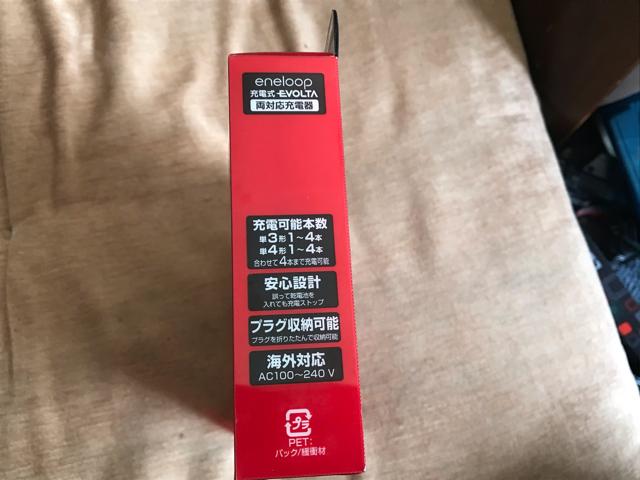 eneloop
充電式EVOLTA
両対応充電器
充電可能本数
単3形1～4本
単4形1～4本
合わせて4本まで充電可能
安心設計
誤って乾電池を
入れても充電ストップ
プラグ収納可能
プラグを折りたたんで収納可能
海外対応
AC100～240 V
プラ
PET:
パック/緩衝材